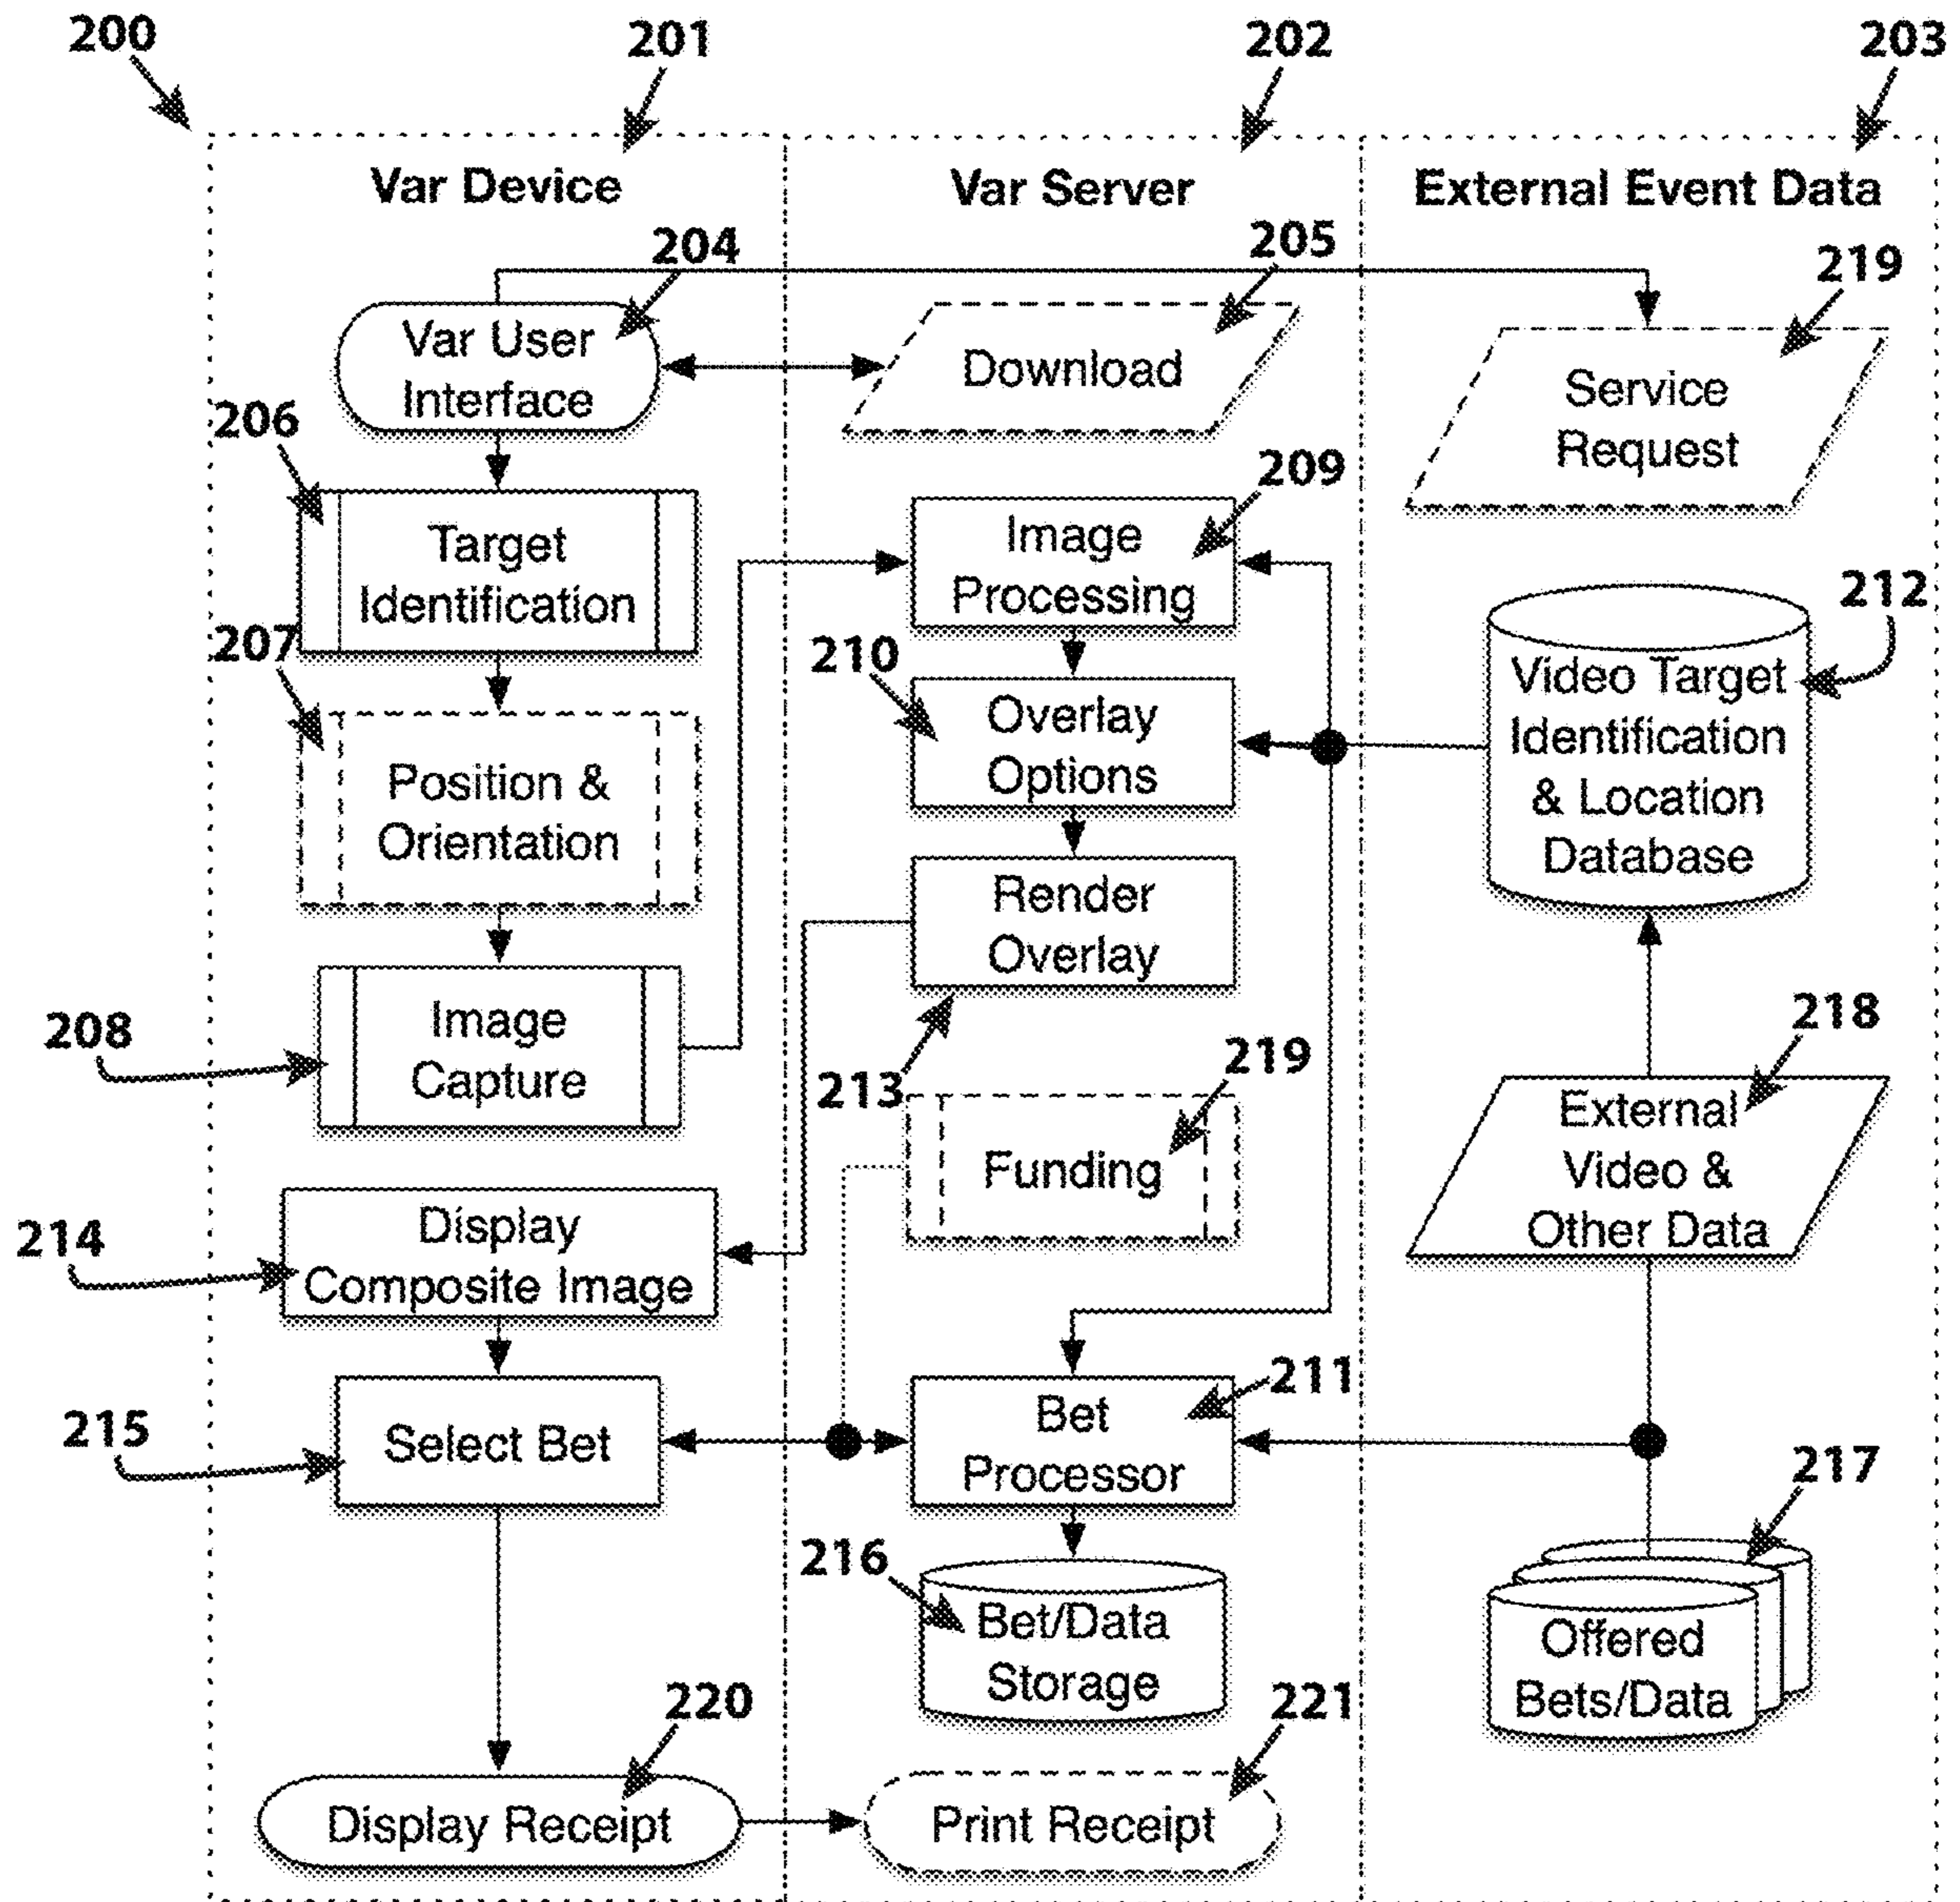 200
201
202
203
Var Device
Var Server
External Event Data
204
205
219
Var User
Interface
Download
Service
Request
206
Target
Identification
209
Image
Processing
212
Video Target
Identification
& Location
Database
207
Position &
Orientation
210
Overlay
Options
Render
Overlay
213
208
Image
Capture
219
Funding
218
External
Video &
Other Data
214
Display
Composite Image
215
Select Bet
211
Bet
Processor
217
216
Bet/Data
Storage
Offered
Bets/Data
220
Display Receipt
221
Print Receipt